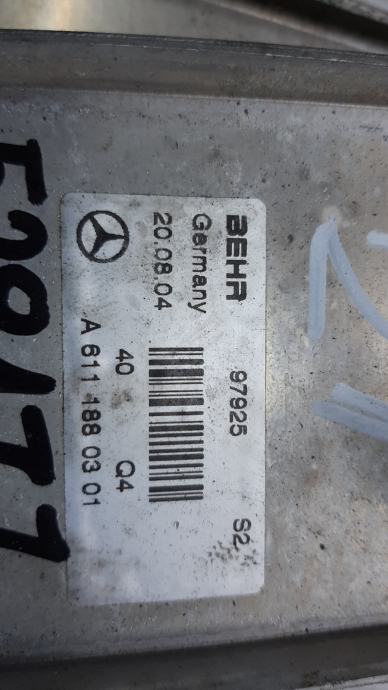 BEHR 97925 S2
Germany
20.08.04
40 Q4
A 611 188 03 01